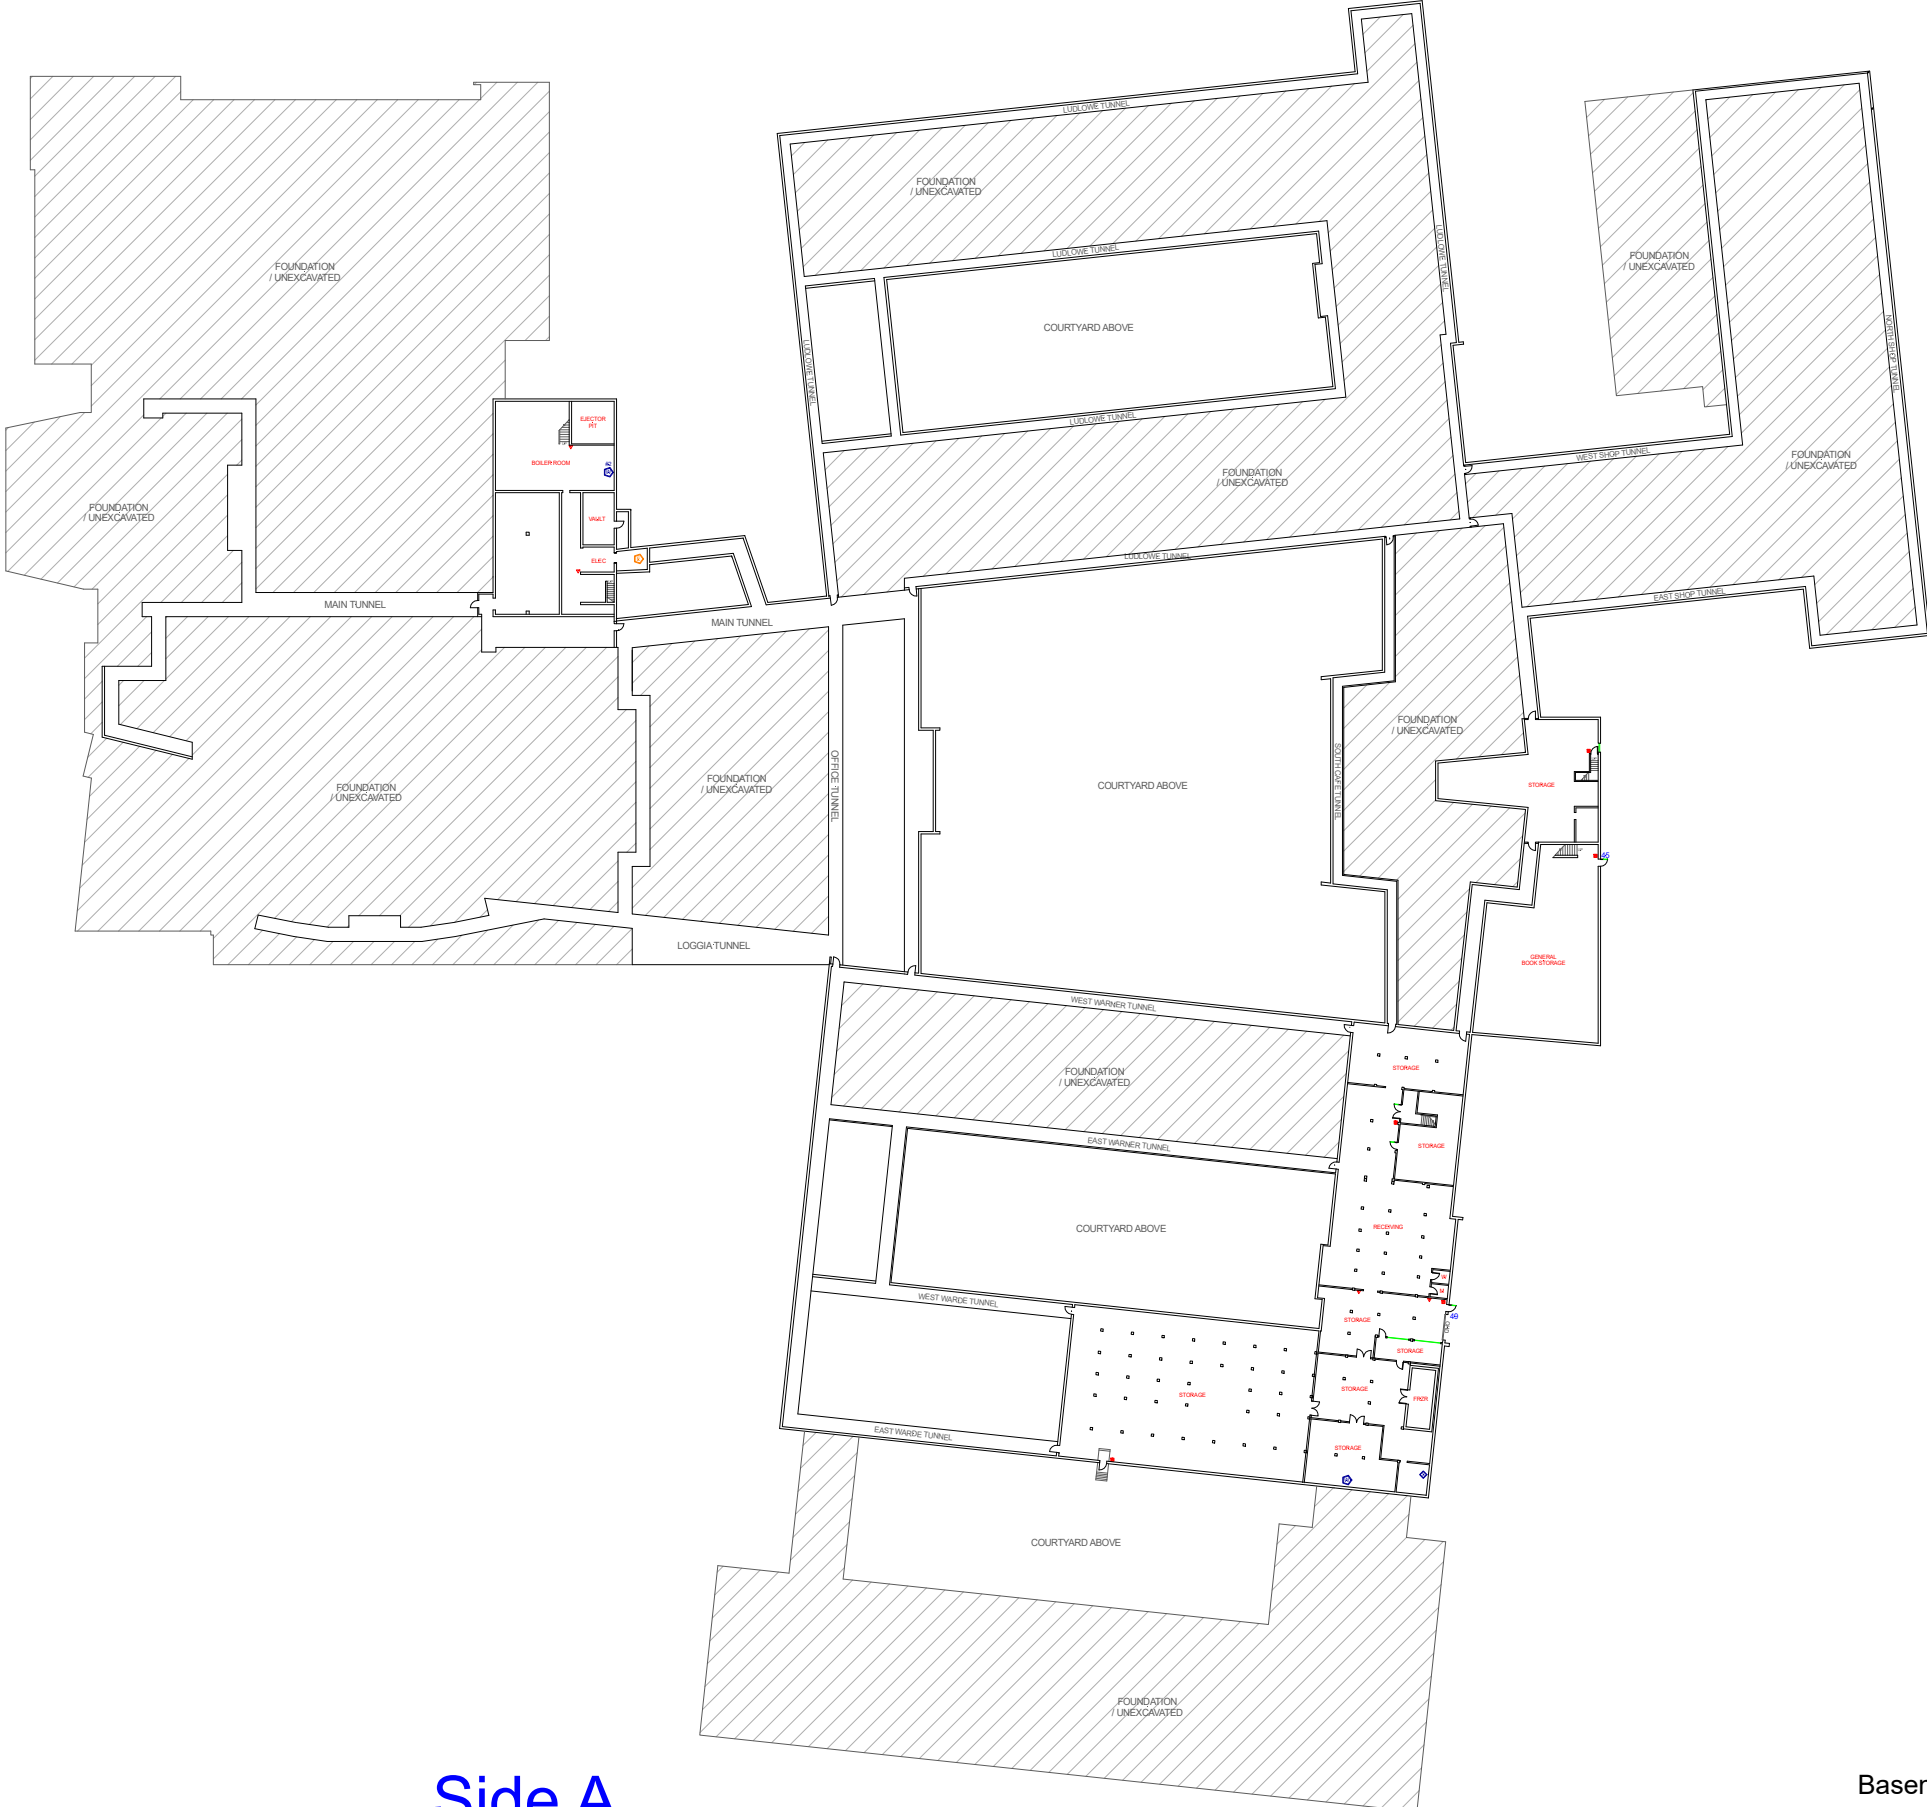 LUDLOWE TUNNEL
FOUNDATION
/ UNEXCAVATED
LUDLOWE TUNNEL
LUDLOWE TUNNEL
FOUNDATION
/ UNEXCAVATED
FOUNDATION
/ UNEXCAVATED
COURTYARD ABOVE
NORTH SHOP TUNNEL
LUDLOWE TUNNEL
EJECTOR
PIT
LUDLOWE TUNNEL
BOILER ROOM
WEST SHOP TUNNEL
FOUNDATION
/ UNEXCAVATED
FOUNDATION
/ UNEXCAVATED
FOUNDATION
/ UNEXCAVATED
VAULT
ELEC
LUDLOWE TUNNEL
EAST SHOP TUNNEL
MAIN TUNNEL
MAIN TUNNEL
FOUNDATION
/ UNEXCAVATED
OFFICE TUNNEL
SOUTH CAFE TUNNEL
FOUNDATION
/ UNEXCAVATED
FOUNDATION
/ UNEXCAVATED
COURTYARD ABOVE
STORAGE
46
LOGGIA TUNNEL
GENERAL
BOOK STORAGE
WEST WARNER TUNNEL
STORAGE
FOUNDATION
/ UNEXCAVATED
EAST WARNER TUNNEL
STORAGE
COURTYARD ABOVE
RECEIVING
W
M
WEST WARDE TUNNEL
STORAGE
49
OHD
STORAGE
STORAGE
STORAGE
FRZR
EAST WARDE TUNNEL
STORAGE
COURTYARD ABOVE
FOUNDATION
/ UNEXCAVATED
Side A
Baser